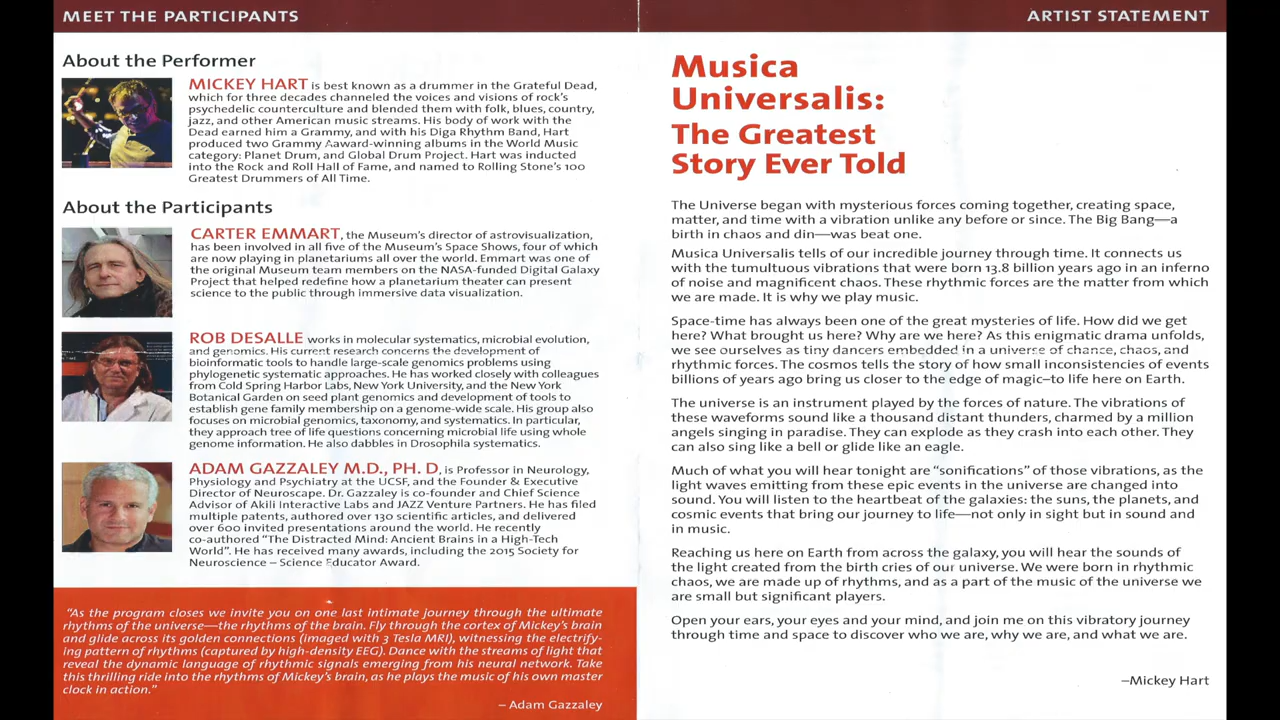 MEET THE PARTICIPANTS
About the Performer
MICKEY HART is best known as a drummer in the Grateful Dead,
which for three decades channeled the voices and visions of rock's
psychedelic counterculture and blended them with folk, blues, country,
jazz, and other American music streams. His body of work with the
Dead earned him a Grammy, and with his Diga Rhythm Band, Hart
produced two Grammy Aaward-winning albums in the World Music
category: Planet Drum, and Global Drum Project. Hart was inducted
into the Rock and Roll Hall of Fame, and named to Rolling Stone's 100
Greatest Drummers of All Time.
About the Participants
CARTER EMMART, the Museum's director of astrovisualization,
has been involved in all five of the Museum's Space Shows, four of which
are now playing in planetariums all over the world. Emmart was one of
the original Museum team members on the NASA-funded Digital Galaxy
Project that helped redefine how a planetarium theater can present
science to the public through immersive data visualization.
ROB DESALLE works in molecular systematics, microbial evolution,
and genomics. His current research concerns the development of
bioinformatic tools to handle large-scale genomics problems using
phylogenetic systematic approaches. He has worked closely with colleagues
from Cold Spring Harbor Labs, New York University, and the New York
Botanical Garden on seed plant genomics and development of tools to
establish gene family membership on a genome-wide scale. His group also
focuses on microbial genomics, taxonomy, and systematics. In particular,
they approach tree of life questions concerning microbial life using whole
genome information. He also dabbles in Drosophila systematics.
ADAM GAZZALEY M.D., PH. D, is Professor in Neurology,
Physiology and Psychiatry at the UCSF, and the Founder & Executive
Director of Neuroscape. Dr. Gazzaley is co-founder and Chief Science
Advisor of Akili Interactive Labs and JAZZ Venture Partners. He has filed
multiple patents, authored over 130 scientific articles, and delivered
over 600 invited presentations around the world. He recently
co-authored "The Distracted Mind: Ancient Brains in a High-Tech
World". He has received many awards, including the 2015 Society for
Neuroscience – Science Educator Award.
"As the program closes we invite you on one last intimate journey through the ultimate
rhythms of the universe—the rhythms of the brain. Fly through the cortex of Mickey's brain
and glide across its golden connections (imaged with 3 Tesla MRI), witnessing the electrify-
ing pattern of rhythms (captured by high-density EEG). Dance with the streams of light that
reveal the dynamic language of rhythmic signals emerging from his neural network. Take
this thrilling ride into the rhythms of Mickey's brain, as he plays the music of his own master
clock in action."
– Adam Gazzaley
ARTIST STATEMENT
Musica
Universalis:
The Greatest
Story Ever Told
The Universe began with mysterious forces coming together, creating space,
matter, and time with a vibration unlike any before or since. The Big Bang—a
birth in chaos and din—was beat one.
Musica Universalis tells of our incredible journey through time. It connects us
with the tumultuous vibrations that were born 13.8 billion years ago in an inferno
of noise and magnificent chaos. These rhythmic forces are the matter from which
we are made. It is why we play music.
Space-time has always been one of the great mysteries of life. How did we get
here? What brought us here? Why are we here? As this enigmatic drama unfolds,
we see ourselves as tiny dancers embedded in a universe of chance, chaos, and
rhythmic forces. The cosmos tells the story of how small inconsistencies of events
billions of years ago bring us closer to the edge of magic–to life here on Earth.
The universe is an instrument played by the forces of nature. The vibrations of
these waveforms sound like a thousand distant thunders, charmed by a million
angels singing in paradise. They can explode as they crash into each other. They
can also sing like a bell or glide like an eagle.
Much of what you will hear tonight are "sonifications" of those vibrations, as the
light waves emitting from these epic events in the universe are changed into
sound. You will listen to the heartbeat of the galaxies: the suns, the planets, and
cosmic events that bring our journey to life—not only in sight but in sound and
in music.
Reaching us here on Earth from across the galaxy, you will hear the sounds of
the light created from the birth cries of our universe. We were born in rhythmic
chaos, we are made up of rhythms, and as a part of the music of the universe we
are small but significant players.
Open your ears, your eyes and your mind, and join me on this vibratory journey
through time and space to discover who we are, why we are, and what we are.
–Mickey Hart